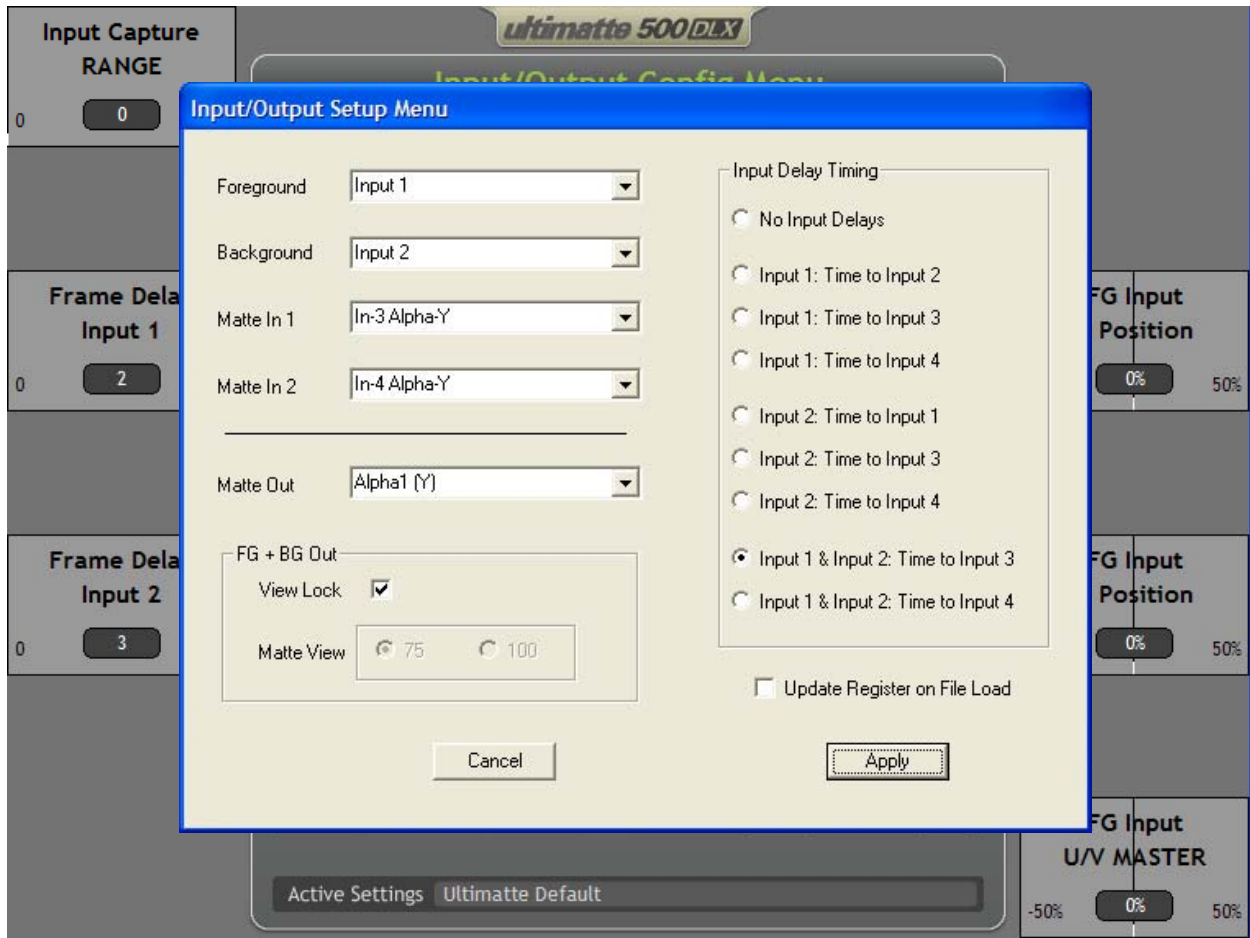 Input Capture
RANGE
0
0
ultimatte 500 DLX
Input/Output Config Menu
Input/Output Setup Menu
Foreground
Input 1
Background
Input 2
Matte In 1
In-3 Alpha-Y
Matte In 2
In-4 Alpha-Y
Matte Out
Alpha1 (Y)
FG + BG Out
View Lock
Matte View
75
100
Cancel
Input Delay Timing
No Input Delays
Input 1: Time to Input 2
Input 1: Time to Input 3
Input 1: Time to Input 4
Input 2: Time to Input 1
Input 2: Time to Input 3
Input 2: Time to Input 4
Input 1 & Input 2: Time to Input 3
Input 1 & Input 2: Time to Input 4
Update Register on File Load
Apply
Frame Dela
Input 1
0
2
Frame Dela
Input 2
0
3
FG Input
Position
0%
50%
FG Input
Position
0%
50%
FG Input
U/V MASTER
-50%
0%
50%
Active Settings Ultimatte Default